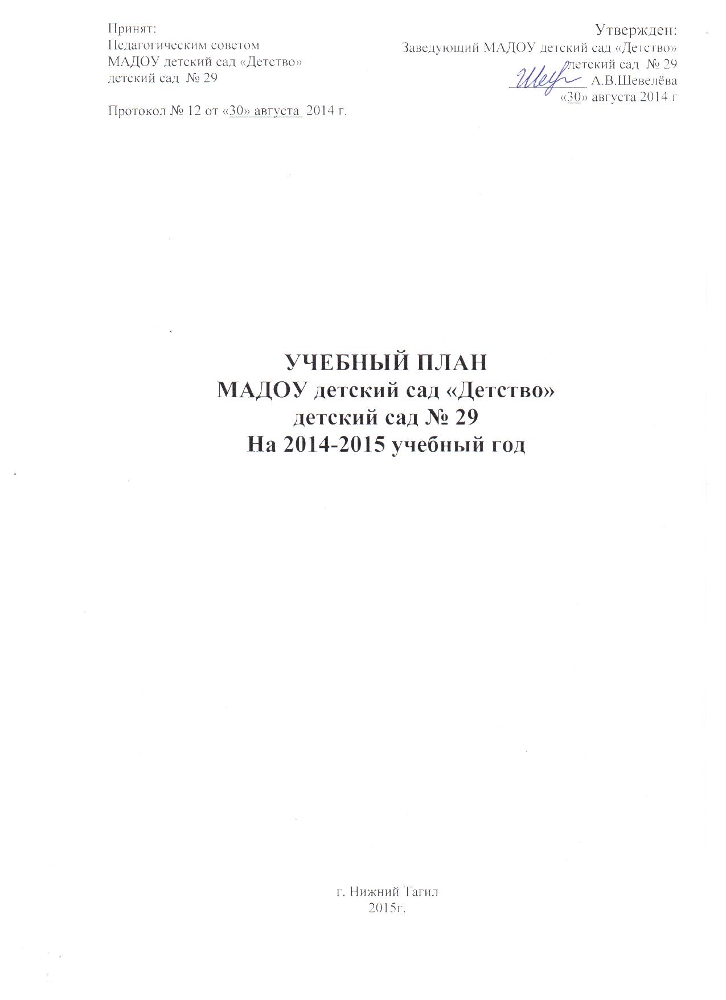 Принят:
Педагогическим советом
МАДОУ детский сад «Детство»
детский сад № 29
Протокол № 12 от «30» августа 2014 г.
Утвержден:
Заведующий МАДОУ детский сад «Детство»
детский сад № 29
А.В.Шевелёва
«30» августа 2014 г
УЧЕБНЫЙ ПЛАН
МАДОУ детский сад «Детство»
детский сад № 29
На 2014-2015 учебный год
г. Нижний Тагил
2015г.